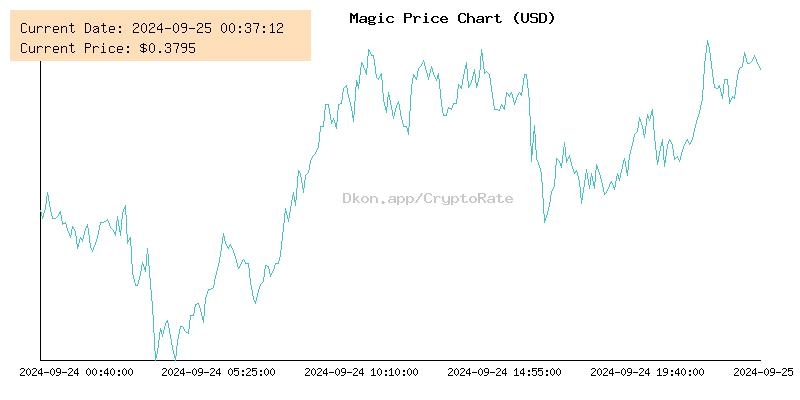 Magic Price Chart (USD)
Current Date: 2024-09-25 00:37:12
Current Price: $0.3795
Dkon.app/CryptoRate
2024-09-24 00:40:00 2024-09-24 05:25:00 2024-09-24 10:10:00 2024-09-24 14:55:00 2024-09-24 19:40:00 2024-09-25